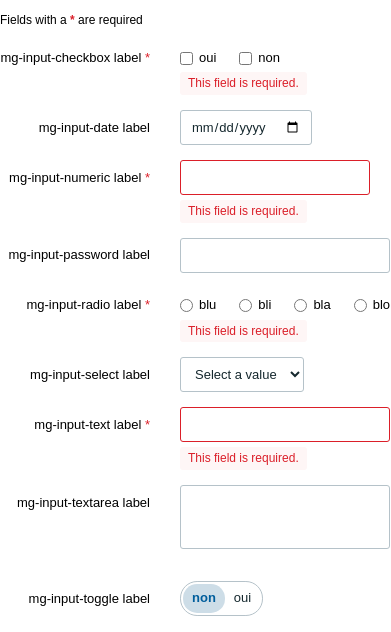 Fields with a * are required
mg-input-checkbox label * oui non
This field is required.
mg-input-date label mm/dd/yyyy
mg-input-numeric label *
This field is required.
mg-input-password label
mg-input-radio label * blu bli bla blo
This field is required.
mg-input-select label Select a value
mg-input-text label *
This field is required.
mg-input-textarea label
mg-input-toggle label non oui